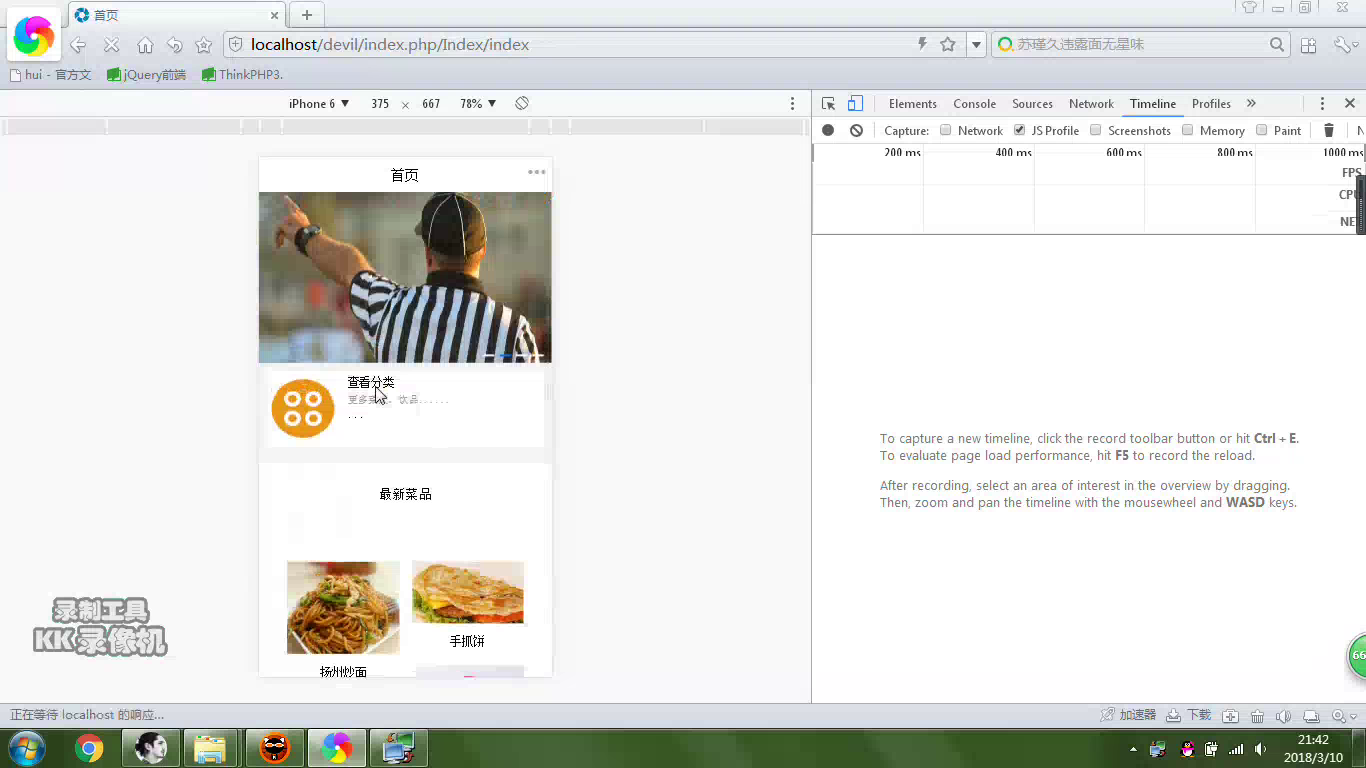 首页
localhost/devil/index.php/Index/index
苏瑾久违露面无星味
hui - 官方文
jQuery前端
ThinkPHP3.
iPhone 6 ▼ 375 × 667 78% ▼
Elements Console Sources Network Timeline Profiles »
Capture: Network JS Profile Screenshots Memory Paint N
200 ms 400 ms 600 ms 800 ms 1000 ms
FPS
CPU
NET
首页
查看分类
更多 饮品......
...
最新菜品
手抓饼
扬州炒面
To capture a new timeline, click the record toolbar button or hit Ctrl + E.
To evaluate page load performance, hit F5 to record the reload.
After recording, select an area of interest in the overview by dragging.
Then, zoom and pan the timeline with the mousewheel and WASD keys.
录制工具
KK录像机
66
正在等待 localhost 的响应...
加速器 下载
21:42
2018/3/10